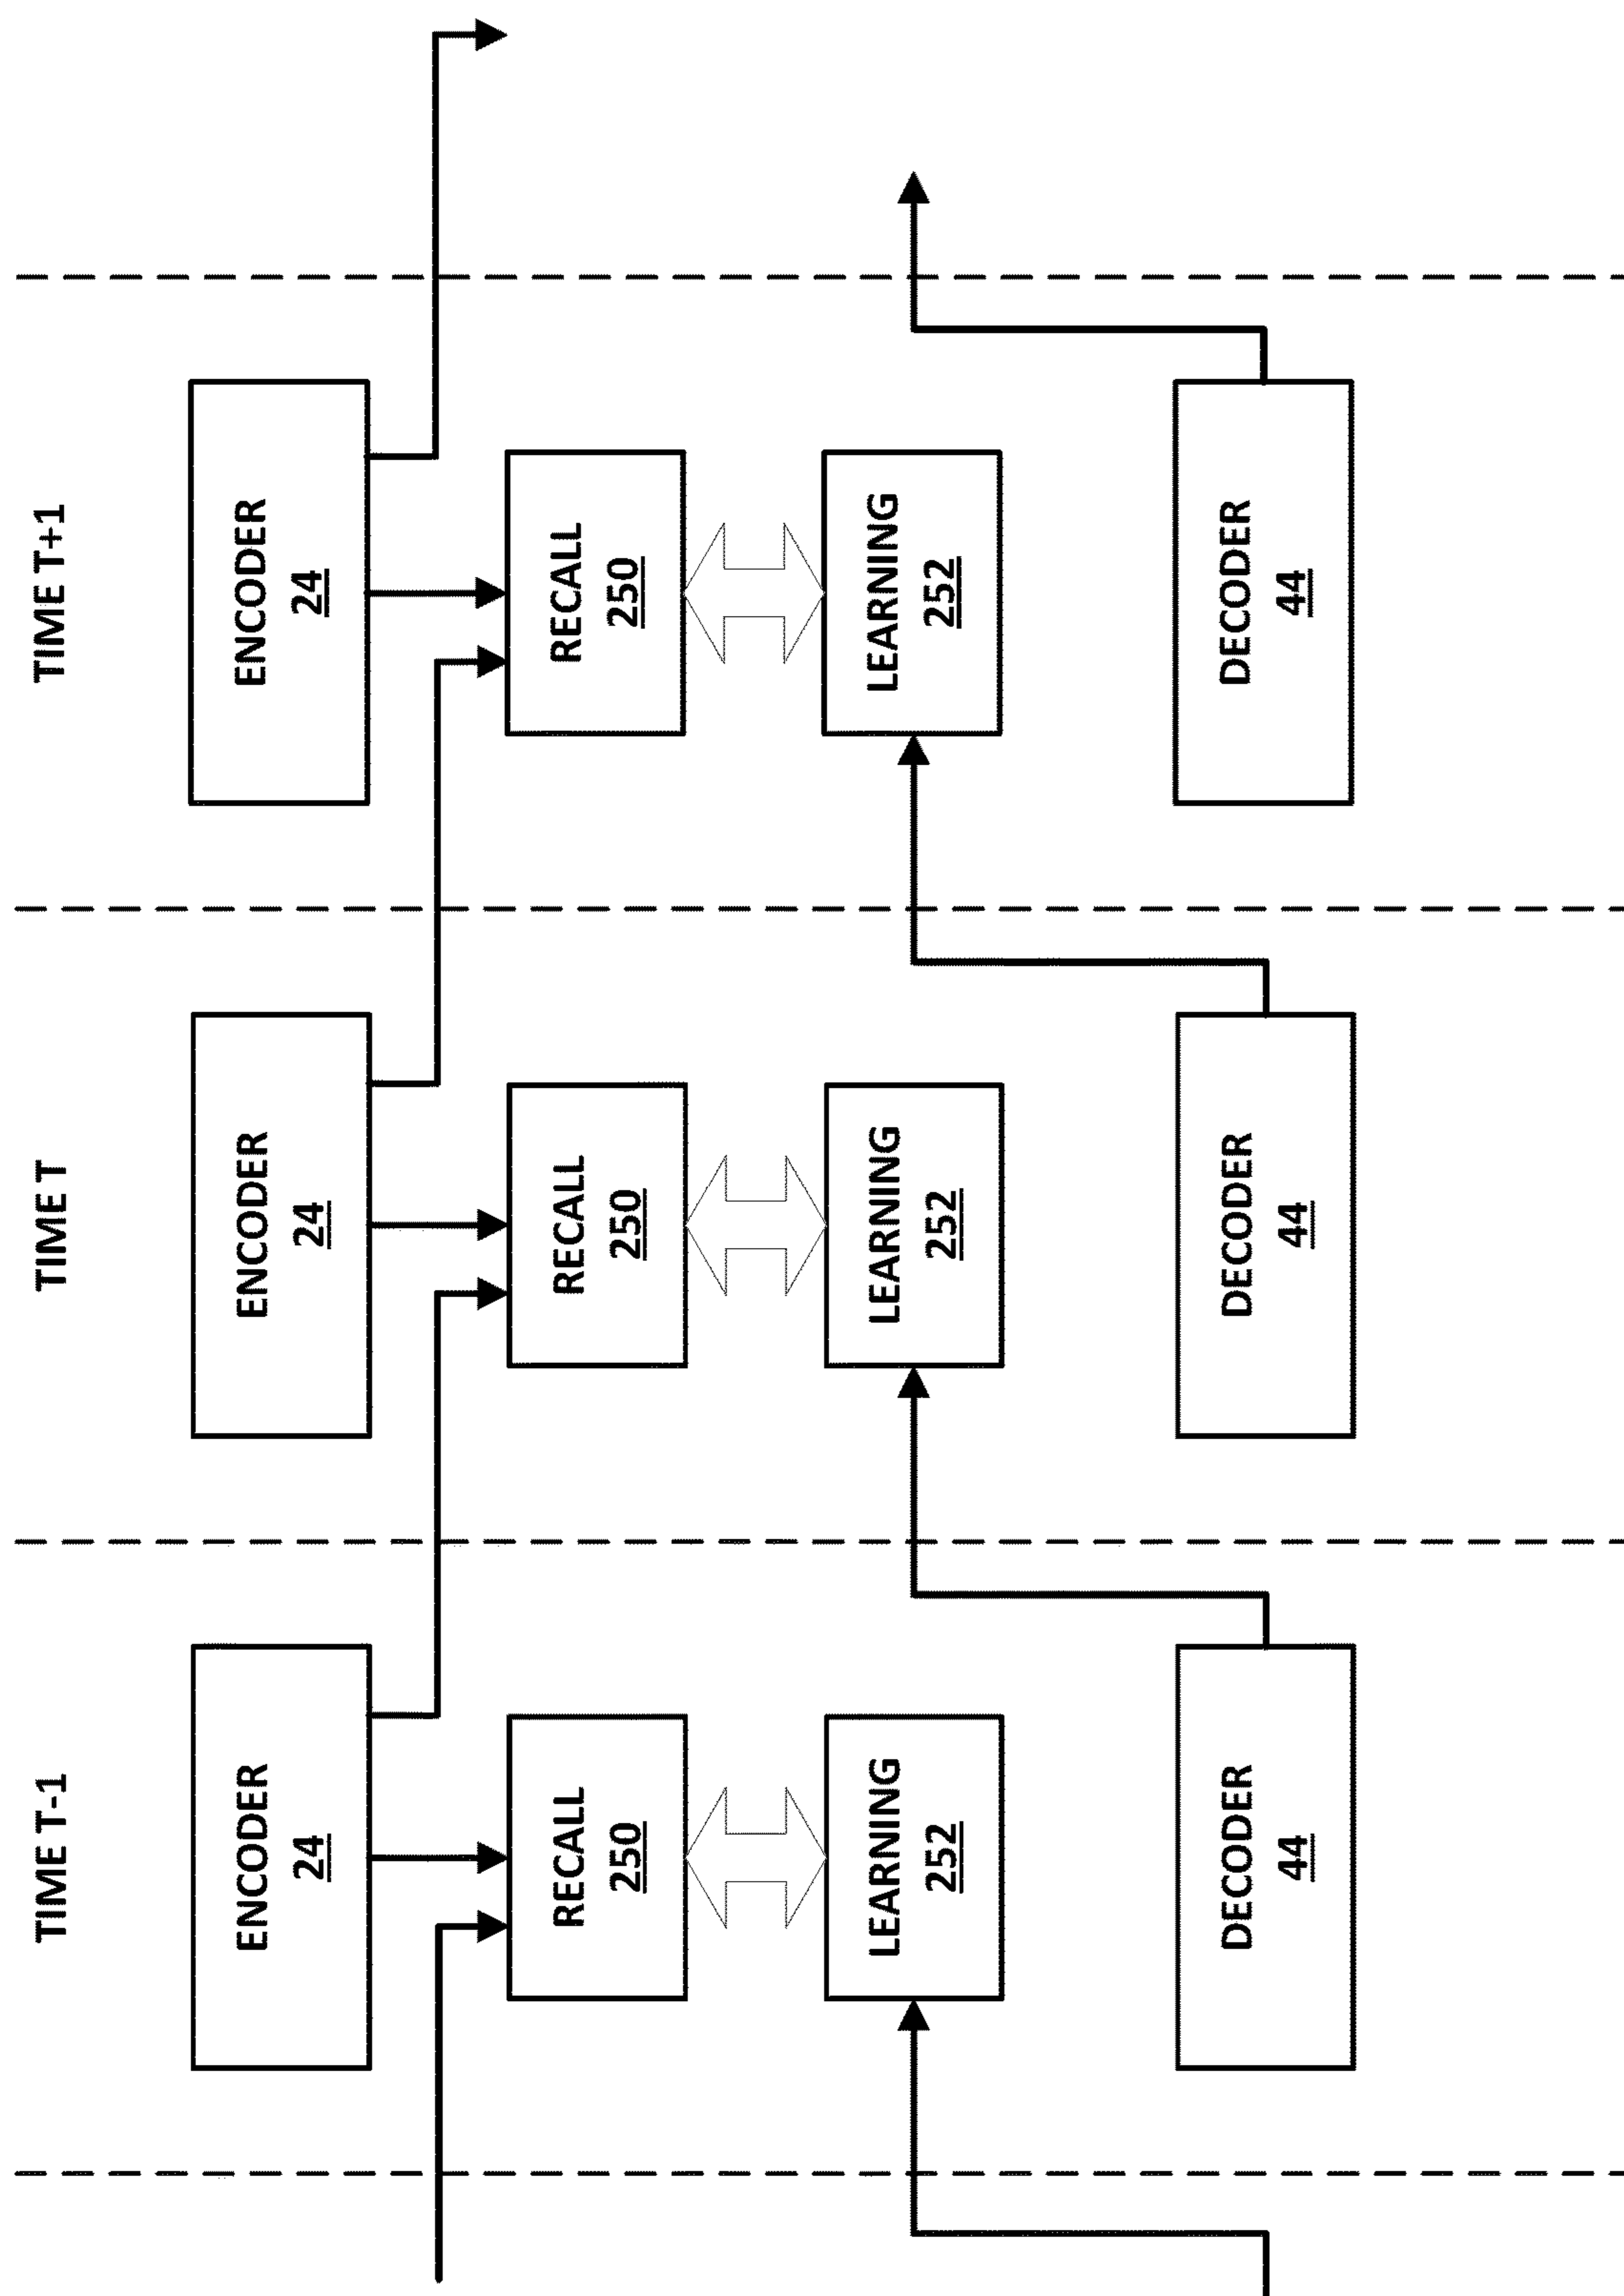 TIME T-1
TIME T
TIME T+1
ENCODER
24
ENCODER
24
ENCODER
24
RECALL
250
RECALL
250
RECALL
250
LEARNING
252
LEARNING
252
LEARNING
252
DECODER
44
DECODER
44
DECODER
44